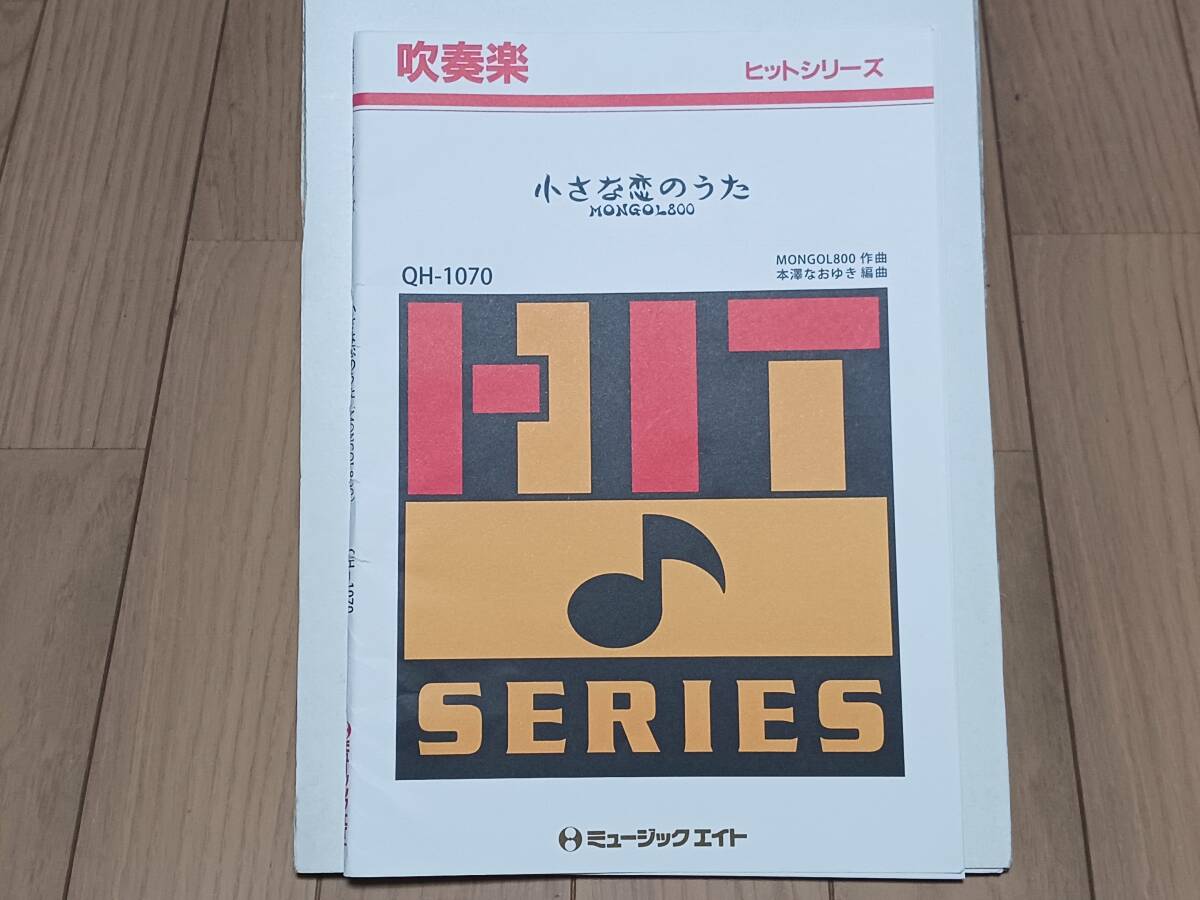 吹奏楽
ヒットシリーズ
小さな恋のうた
MONGOL800
QH-1070
MONGOL800 作曲
本澤なおゆき 編曲
HIT
SERIES
ミュージックエイト
QH-1070